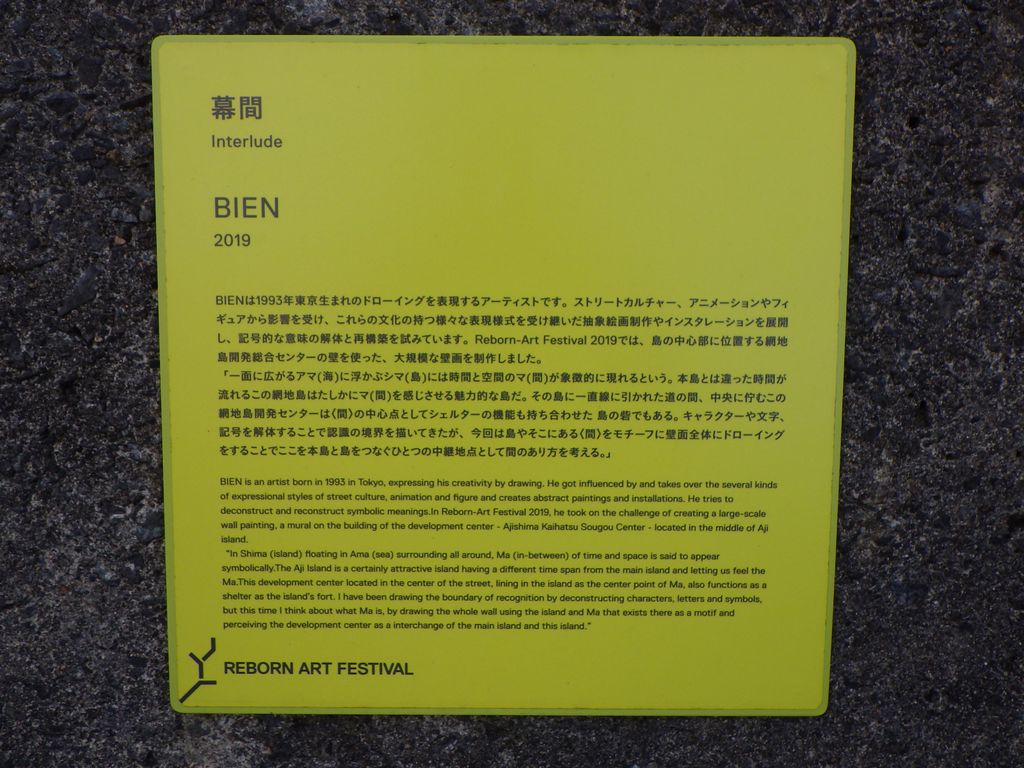 幕間
Interlude
BIEN
2019
BIENは1993年東京生まれのドローイングを表現するアーティストです。ストリートカルチャー、アニメーションやフィ
ギュアから影響を受け、これらの文化の持つ様々な表現様式を受け継いだ抽象絵画制作やインスタレーションを展開
し、記号的な意味の解体と再構築を試みています。Reborn-Art Festival 2019では、島の中心部に位置する網地
島開発総合センターの壁を使った、大規模な壁画を制作しました。
「一面に広がるアマ(海)に浮かぶシマ(島)には時間と空間のマ(間)が象徴的に現れるという。本島とは違った時間が
流れるこの網地島はたしかにマ(間)を感じさせる魅力的な島だ。その島に一直線に引かれた道の間、中央に佇むこの
網地島開発センターは〈間〉の中心点としてシェルターの機能も持ち合わせた 島の砦でもある。キャラクターや文字、
記号を解体することで認識の境界を描いてきたが、今回は島やそこにある〈間〉をモチーフに壁面全体にドローイング
をすることでここを本島と島をつなぐひとつの中継地点として間のあり方を考える。」
BIEN is an artist born in 1993 in Tokyo, expressing his creativity by drawing. He got influenced by and takes over the several kinds
of expressional styles of street culture, animation and figure and creates abstract paintings and installations. He tries to
deconstruct and reconstruct symbolic meanings.In Reborn-Art Festival 2019, he took on the challenge of creating a large-scale
wall painting, a mural on the building of the development center - Ajishima Kaihatsu Sougou Center - located in the middle of Aji
island.
"In Shima (island) floating in Ama (sea) surrounding all around, Ma (in-between) of time and space is said to appear
symbolically.The Aji Island is a certainly attractive island having a different time span from the main island and letting us feel the
Ma.This development center located in the center of the street, lining in the island as the center point of Ma, also functions as a
shelter as the island's fort. I have been drawing the boundary of recognition by deconstructing characters, letters and symbols,
but this time I think about what Ma is, by drawing the whole wall using the island and Ma that exists there as a motif and
perceiving the development center as a interchange of the main island and this island."
REBORN ART FESTIVAL